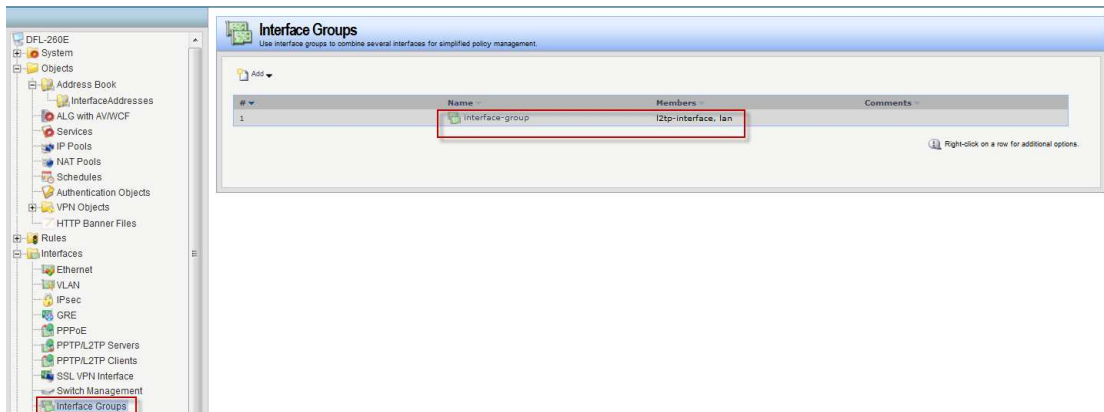 DFL-260E
System
Objects
Address Book
InterfaceAddresses
ALG with AV/WCF
Services
IP Pools
NAT Pools
Schedules
Authentication Objects
VPN Objects
HTTP Banner Files
Rules
Interfaces
Ethernet
VLAN
IPsec
GRE
PPPoE
PPTP/L2TP Servers
PPTP/L2TP Clients
SSL VPN Interface
Switch Management
Interface Groups
Interface Groups
Use interface groups to combine several interfaces for simplified policy management.
Add
# Name Members Comments
1 interface-group l2tp-interface, lan
Right-click on a row for additional options.